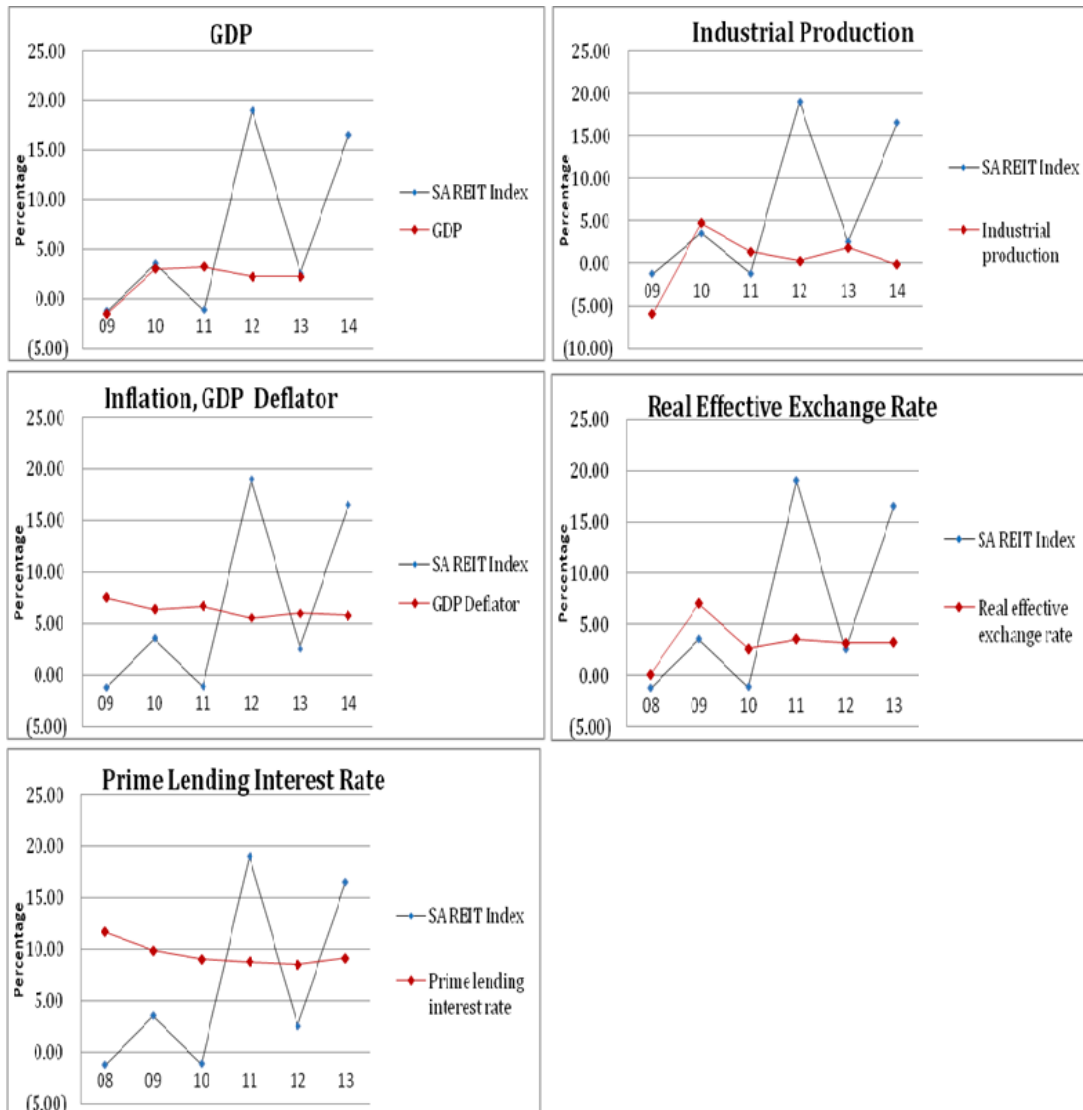 GDP
25.00
20.00
15.00
10.00
5.00
0.00
(5.00)
Percentage
09 10 11 12 13 14
SA REIT Index
GDP
Industrial Production
25.00
20.00
15.00
10.00
5.00
0.00
(5.00)
(10.00)
Percentage
09 10 11 12 13 14
SA REIT Index
Industrial
production
Inflation, GDP Deflator
25.00
20.00
15.00
10.00
5.00
0.00
(5.00)
Percentage
09 10 11 12 13 14
SA REIT Index
GDP Deflator
Real Effective Exchange Rate
25.00
20.00
15.00
10.00
5.00
0.00
(5.00)
Percentage
08 09 10 11 12 13
SA REIT Index
Real effective
exchange rate
Prime Lending Interest Rate
25.00
20.00
15.00
10.00
5.00
0.00
(5.00)
Percentage
08 09 10 11 12 13
SA REIT Index
Prime lending
interest rate